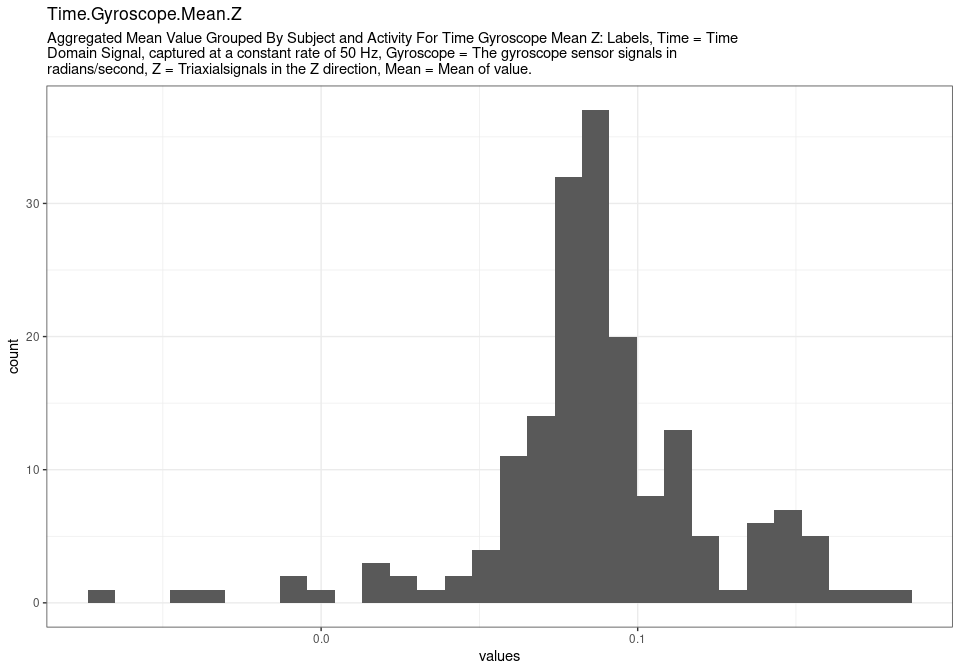 Time.Gyroscope.Mean.Z
Aggregated Mean Value Grouped By Subject and Activity For Time Gyroscope Mean Z: Labels, Time = Time
Domain Signal, captured at a constant rate of 50 Hz, Gyroscope = The gyroscope sensor signals in
radians/second, Z = Triaxialsignals in the Z direction, Mean = Mean of value.
30
20
10
0
count
0.0
0.1
values